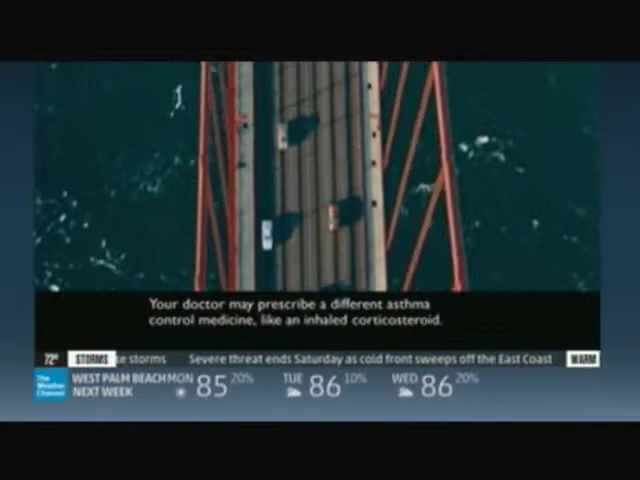 Your doctor may prescribe a different asthma
control medicine, like an inhaled corticosteroid.
72° STORMS se storms Severe threat ends Saturday as cold front sweeps off the East Coast WARM
The Weather Channel
WEST PALM BEACH
NEXT WEEK
MON 85 20%
TUE 86 10%
WED 86 20%